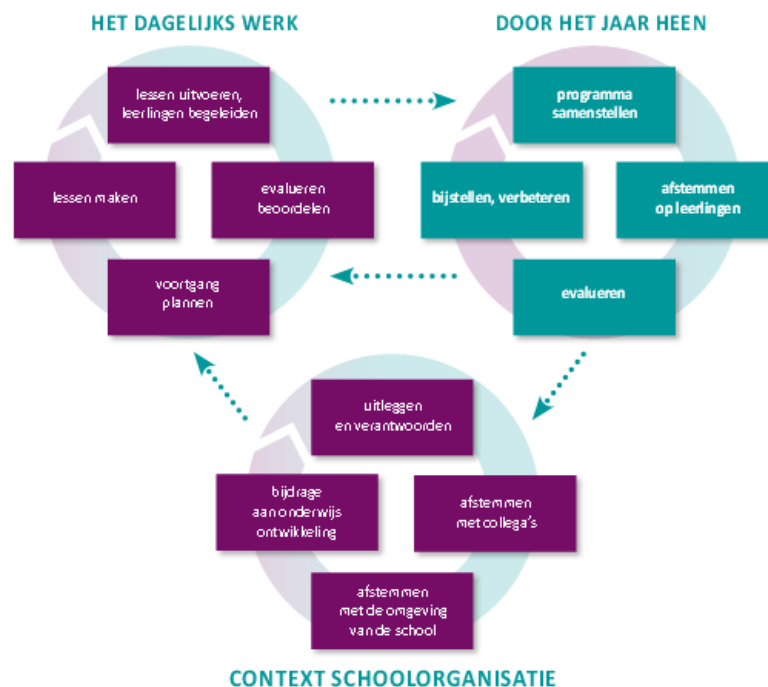 HET DAGELIJKS WERK
lessen uitvoeren,
leerlingen begeleiden
lessen maken
evalueren
beoordelen
voortgang
plannen
DOOR HET JAAR HEEN
programma
samenstellen
bijstellen, verbeteren
afstemmen
op leerlingen
evalueren
uitleggen
en verantwoorden
bijdrage
aan onderwijs
ontwikkeling
afstemmen
met collega's
afstemmen
met de omgeving
van de school
CONTEXT SCHOOLORGANISATIE